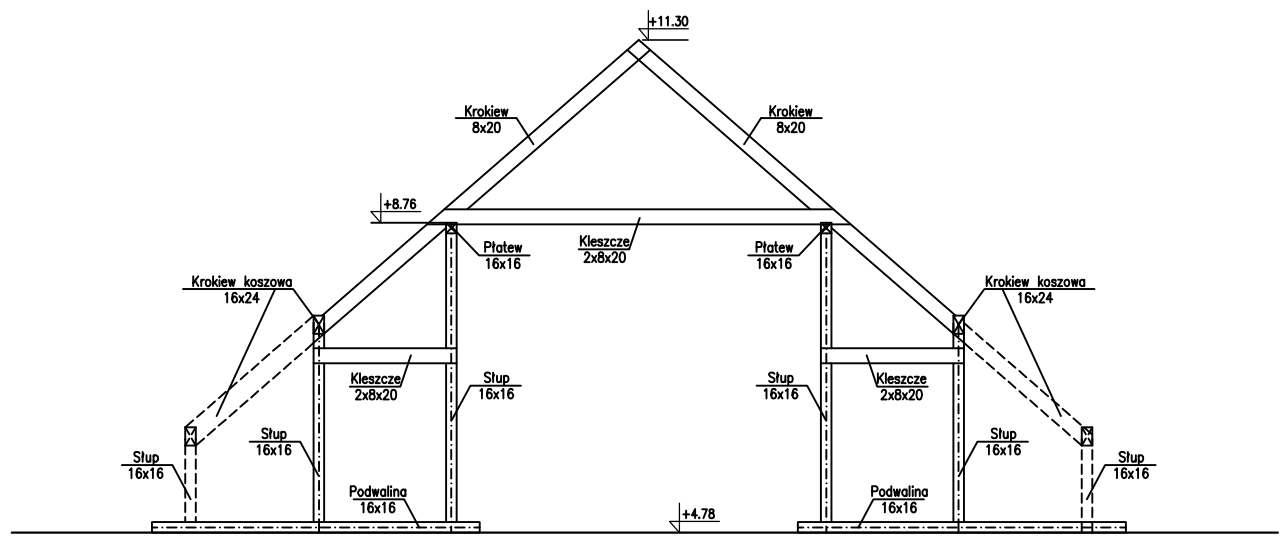 +11.30
Krokiew
8x20
Krokiew
8x20
+8.76
Płatew
16x16
Kleszcze
2x8x20
Płatew
16x16
Krokiew koszowa
16x24
Krokiew koszowa
16x24
Kleszcze
2x8x20
Słup
16x16
Słup
16x16
Kleszcze
2x8x20
Słup
16x16
Słup
16x16
Słup
16x16
Słup
16x16
Podwalina
16x16
+4.78
Podwalina
16x16